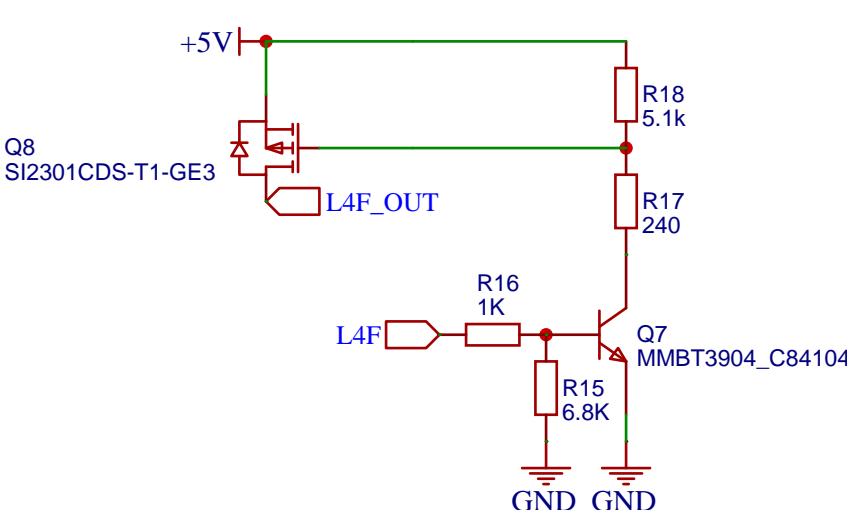 +5V
R18
5.1k
Q8
SI2301CDS-T1-GE3
L4F_OUT
R17
240
R16
1K
L4F
Q7
MMBT3904_C84104
R15
6.8K
GND GND